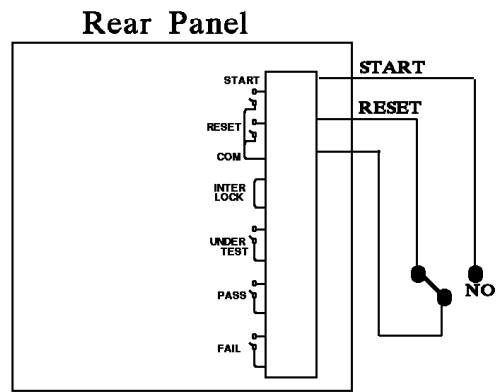 Rear Panel
START
START
RESET
RESET
COM
INTER
LOCK
UNDER
TEST
NO
PASS
FAIL